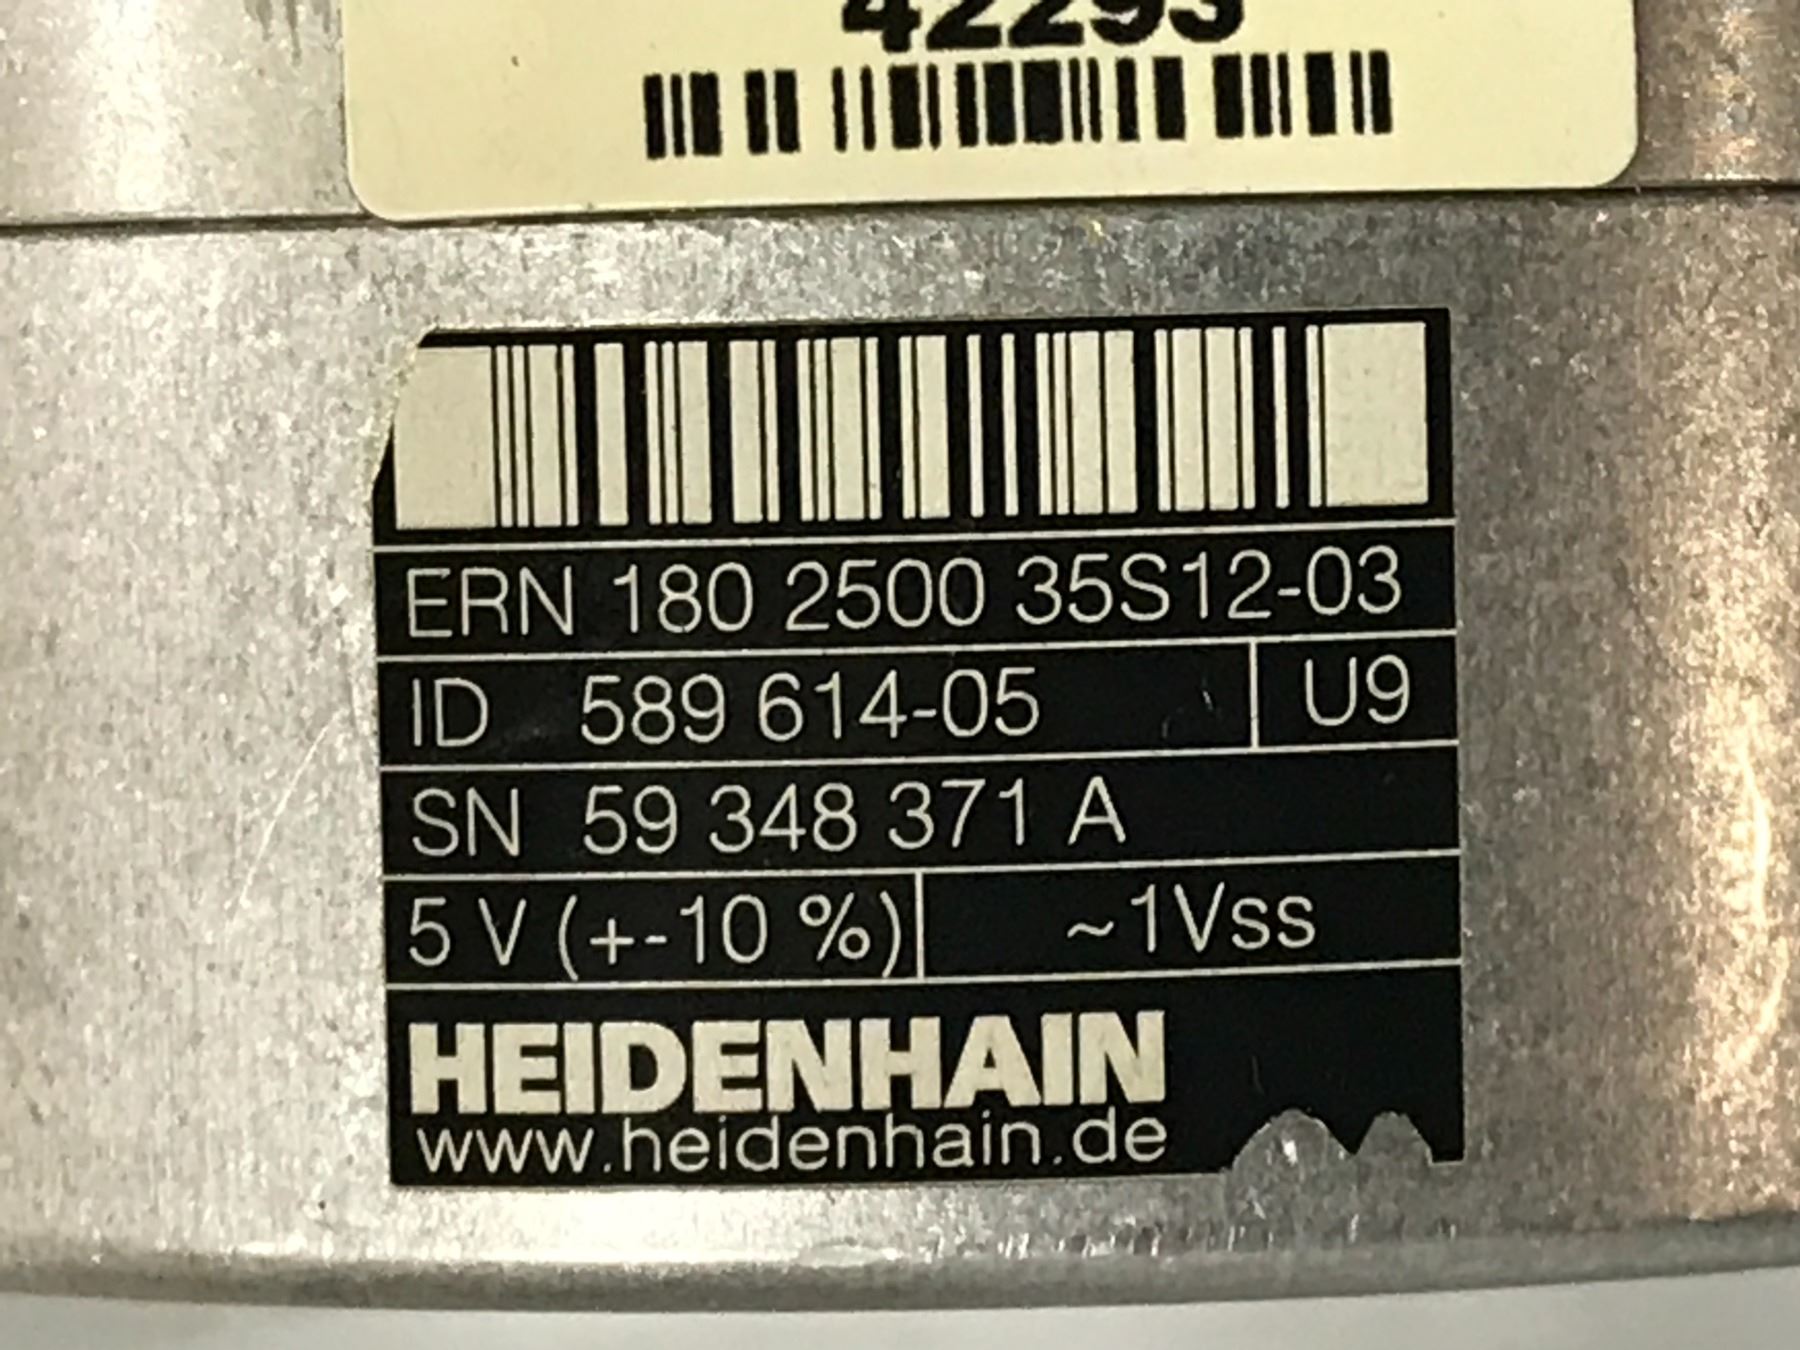 42293
ERN 180 2500 35S12-03
ID 589 614-05 U9
SN 59 348 371 A
5 V (+-10 %) ~1Vss
HEIDENHAIN
www.heidenhain.de